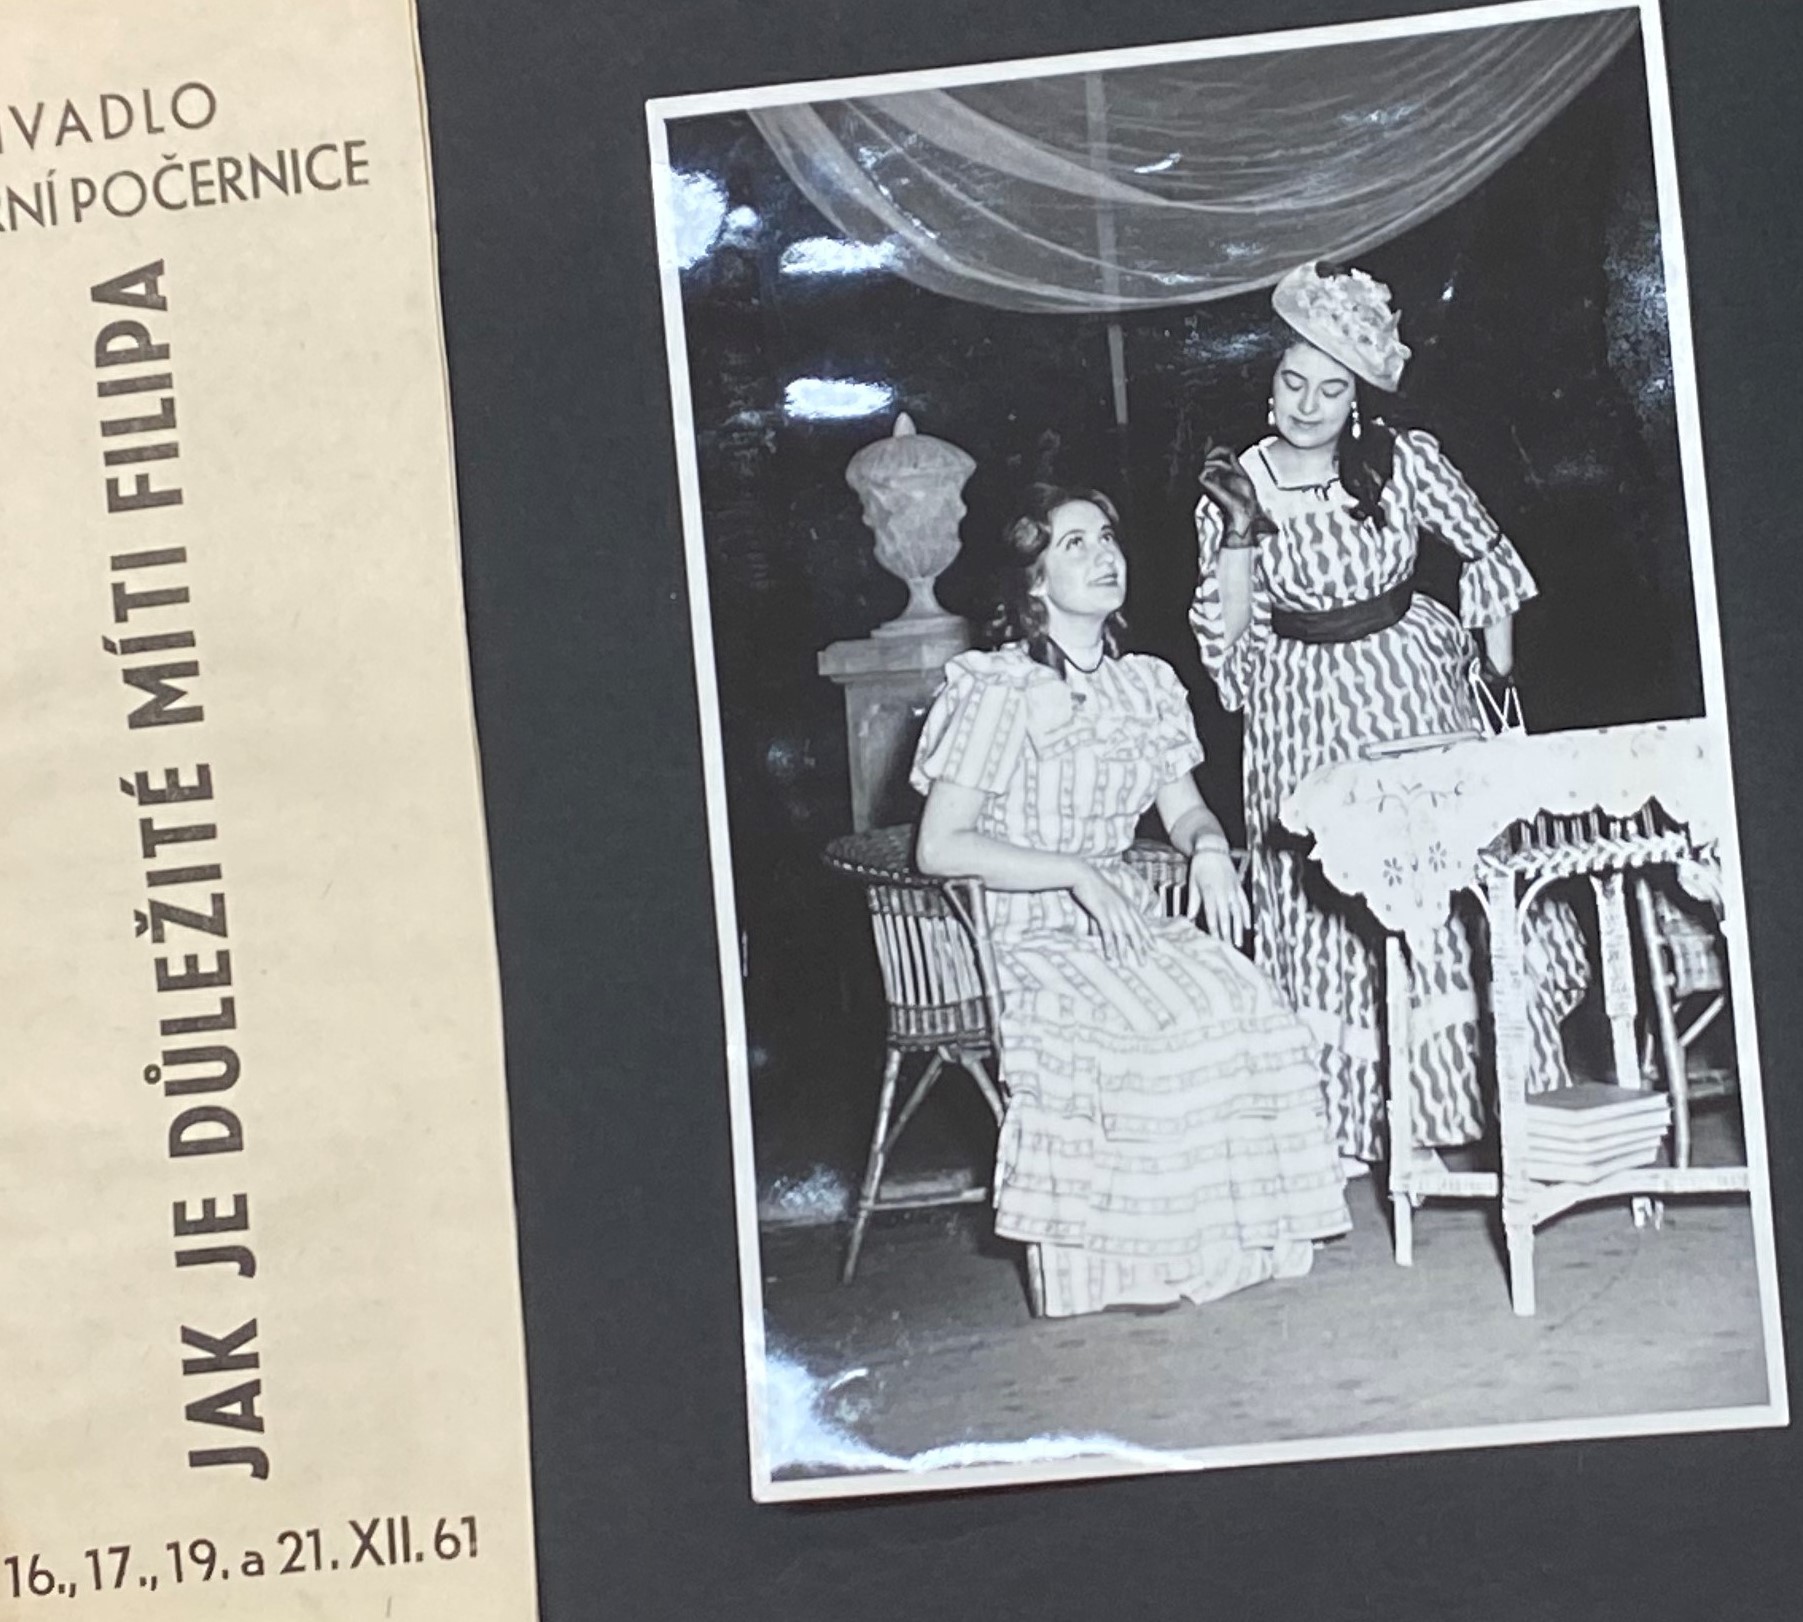 IVADLO
RNÍ POČERNICE
JAK JE DŮLEŽITÉ MÍTI FILIPA
16., 17., 19. a 21. XII. 61